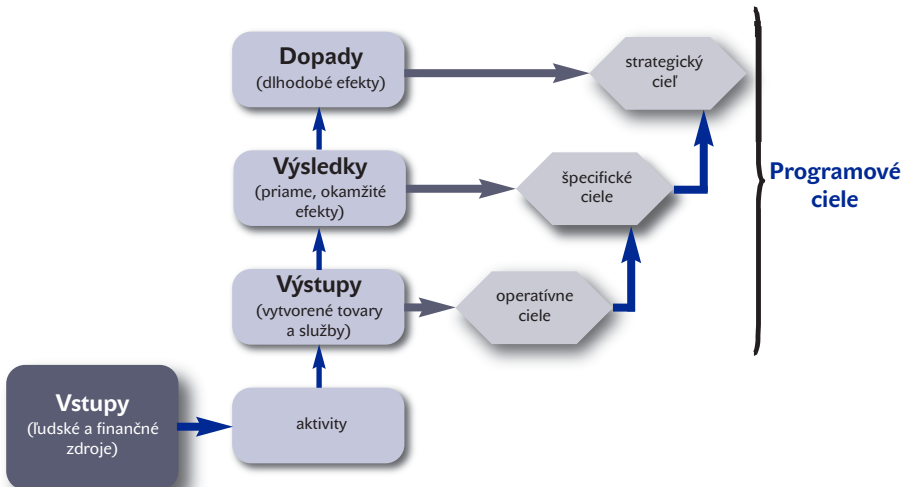 Dopady
(dlhodobé efekty)
strategický
cieľ
Výsledky
(priame, okamžité
efekty)
špecifické
ciele
Programové
ciele
Výstupy
(vytvorené tovary
a služby)
operatívne
ciele
Vstupy
(ľudské a finančné
zdroje)
aktivity